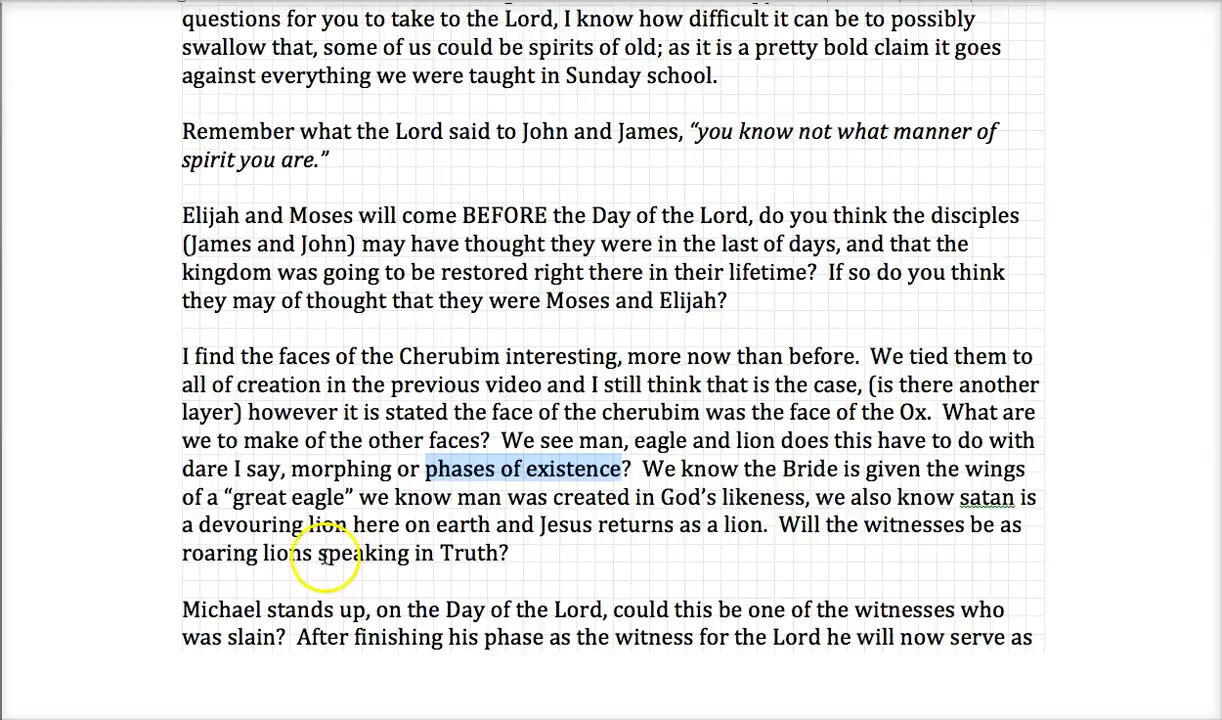 questions for you to take to the Lord, I know how difficult it can be to possibly
swallow that, some of us could be spirits of old; as it is a pretty bold claim it goes
against everything we were taught in Sunday school.
Remember what the Lord said to John and James, “you know not what manner of
spirit you are.”
Elijah and Moses will come BEFORE the Day of the Lord, do you think the disciples
(James and John) may have thought they were in the last of days, and that the
kingdom was going to be restored right there in their lifetime?  If so do you think
they may of thought that they were Moses and Elijah?
I find the faces of the Cherubim interesting, more now than before.  We tied them to
all of creation in the previous video and I still think that is the case, (is there another
layer) however it is stated the face of the cherubim was the face of the Ox.  What are
we to make of the other faces?  We see man, eagle and lion does this have to do with
dare I say, morphing or phases of existence?  We know the Bride is given the wings
of a “great eagle” we know man was created in God’s likeness, we also know satan is
a devouring lion here on earth and Jesus returns as a lion.  Will the witnesses be as
roaring lions speaking in Truth?
Michael stands up, on the Day of the Lord, could this be one of the witnesses who
was slain?  After finishing his phase as the witness for the Lord he will now serve as